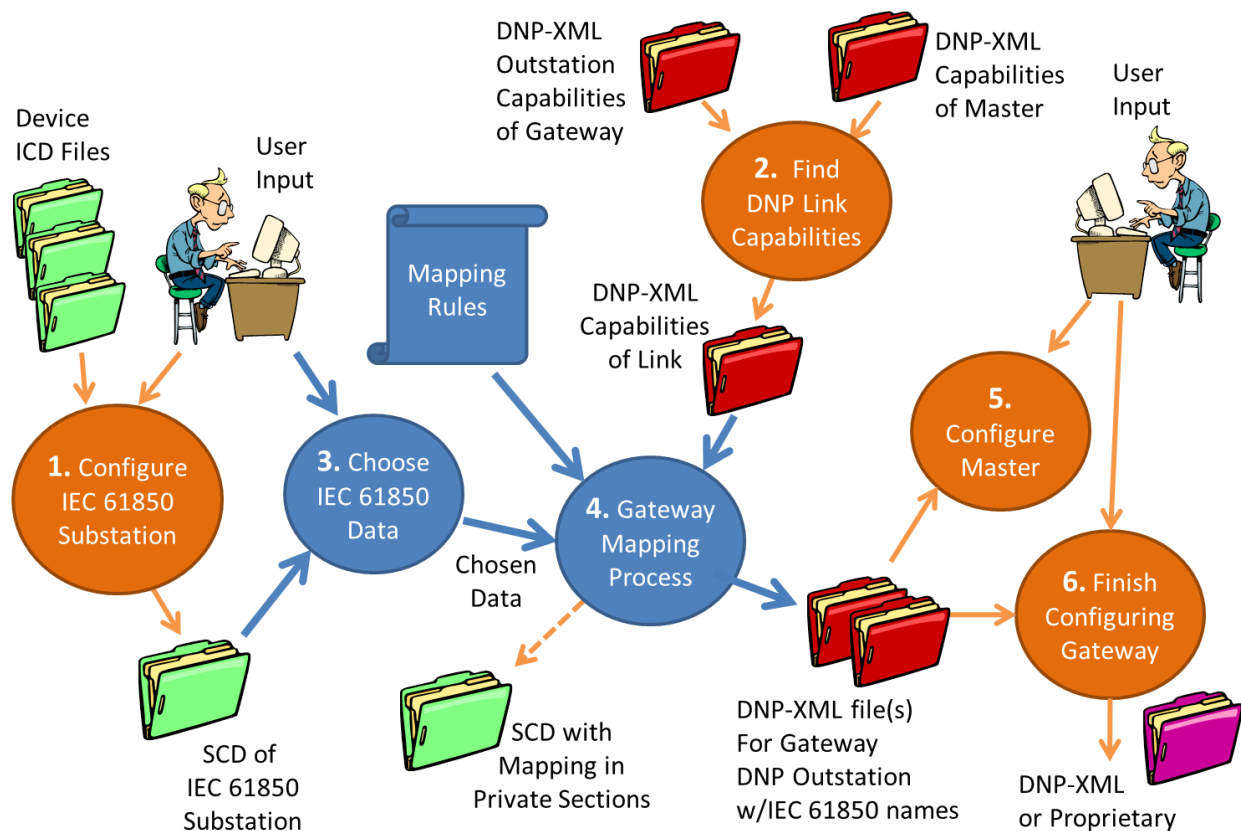 DNP-XML
Outstation
Capabilities
of Gateway
DNP-XML
Capabilities
of Master
User
Input
Device
ICD Files
User
Input
2. Find
DNP Link
Capabilities
Mapping
Rules
DNP-XML
Capabilities
of Link
1. Configure
IEC 61850
Substation
3. Choose
IEC 61850
Data
4. Gateway
Mapping
Process
5.
Configure
Master
Chosen
Data
6. Finish
Configuring
Gateway
SCD of
IEC 61850
Substation
SCD with
Mapping in
Private Sections
DNP-XML file(s)
For Gateway
DNP Outstation
w/IEC 61850 names
DNP-XML
or Proprietary